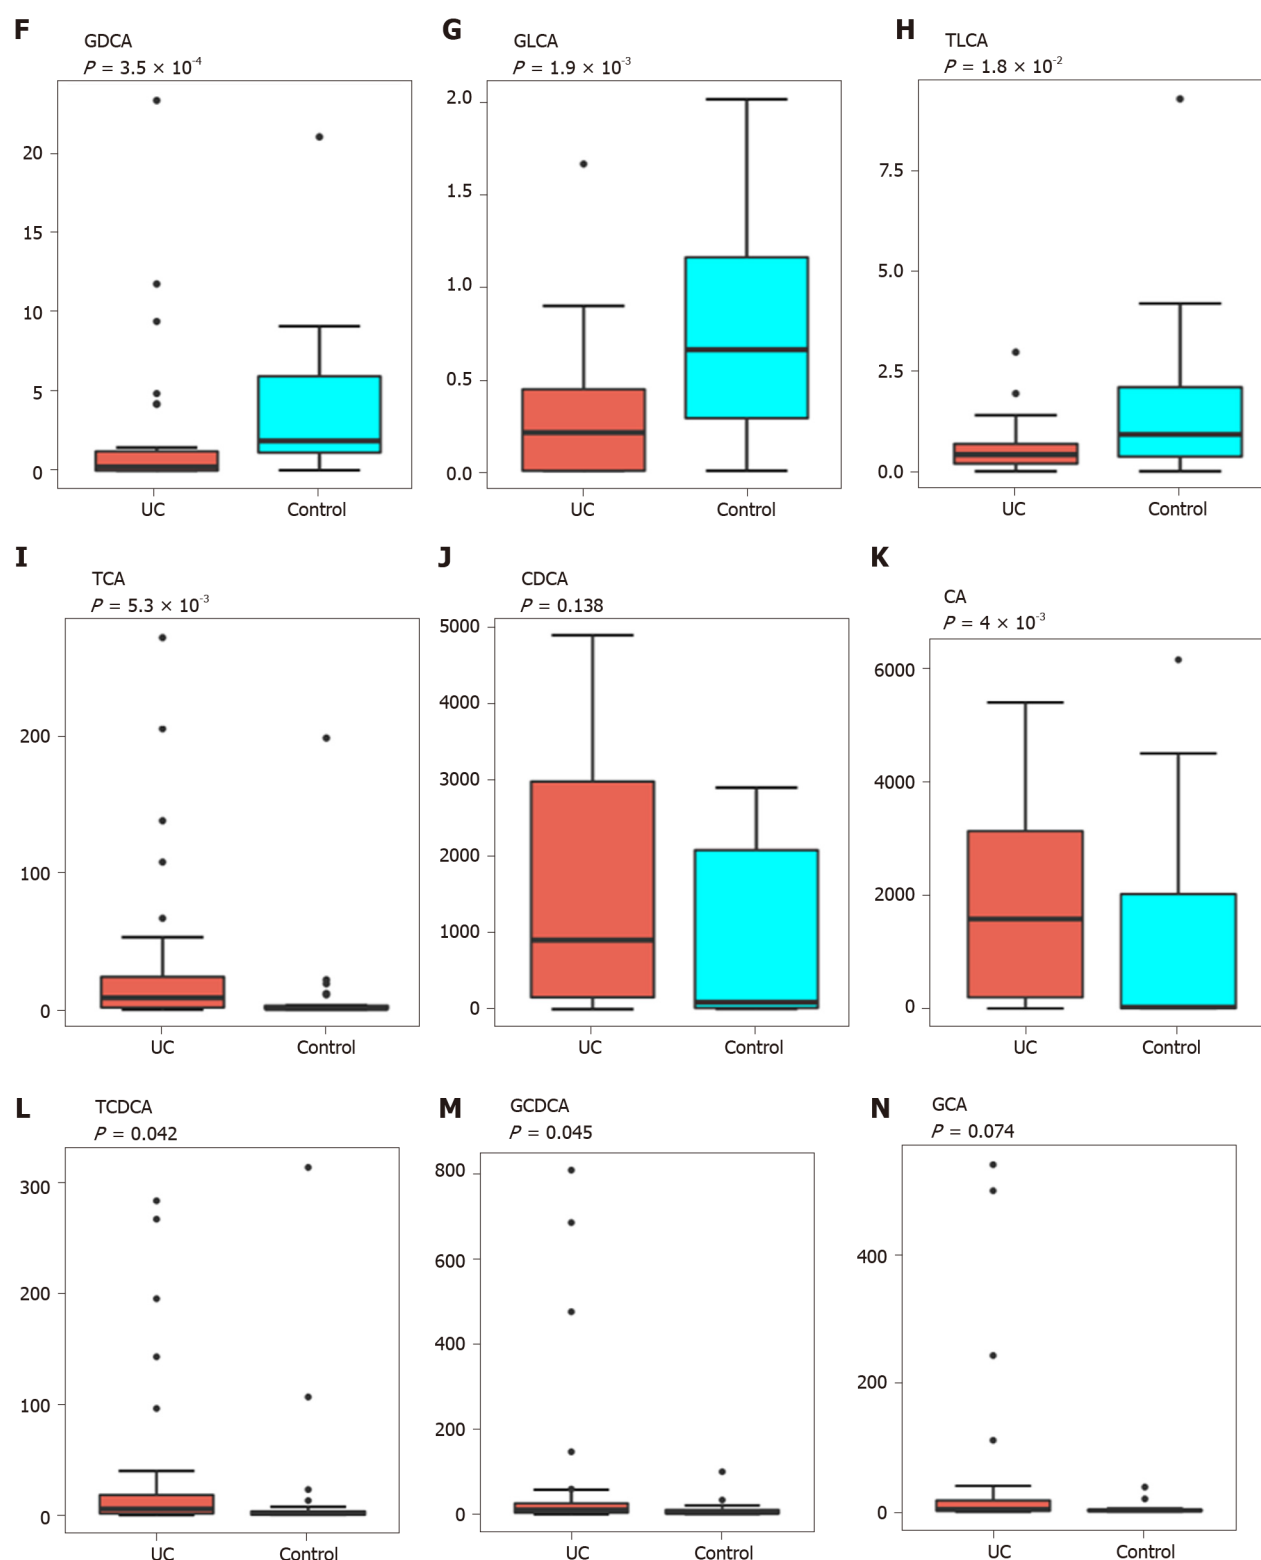 F
GDCA
P = 3.5 × 10-4
20
15
10
5
0
UC Control
G
GLCA
P = 1.9 × 10-3
2.0
1.5
1.0
0.5
0.0
UC Control
H
TLCA
P = 1.8 × 10-2
7.5
5.0
2.5
0.0
UC Control
I
TCA
P = 5.3 × 10-3
200
100
0
UC Control
J
CDCA
P = 0.138
5000
4000
3000
2000
1000
0
UC Control
K
CA
P = 4 × 10-3
6000
4000
2000
0
UC Control
L
TCDCA
P = 0.042
300
200
100
0
UC Control
M
GCDCA
P = 0.045
800
600
400
200
0
UC Control
N
GCA
P = 0.074
400
200
0
UC Control